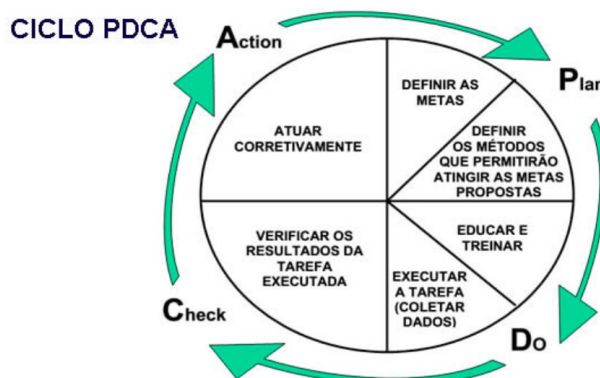 CICLO PDCA
Action
Plan
DEFINIR AS
METAS
DEFINIR
OS MÉTODOS
QUE PERMITIRÃO
ATINGIR AS METAS
PROPOSTAS
EDUCAR E
TREINAR
EXECUTAR
A TAREFA
(COLETAR
DADOS)
DO
VERIFICAR OS
RESULTADOS DA
TAREFA
EXECUTADA
Check
ATUAR
CORRETIVAMENTE